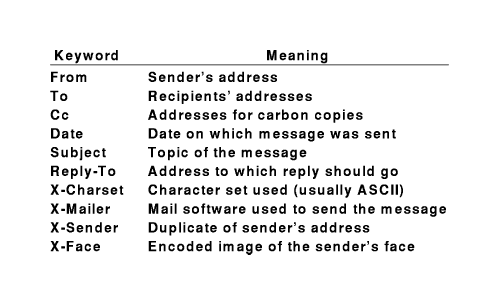 Keyword Meaning
From Sender's address
To Recipients' addresses
Cc Addresses for carbon copies
Date Date on which message was sent
Subject Topic of the message
Reply-To Address to which reply should go
X-Charset Character set used (usually ASCII)
X-Mailer Mail software used to send the message
X-Sender Duplicate of sender's address
X-Face Encoded image of the sender's face